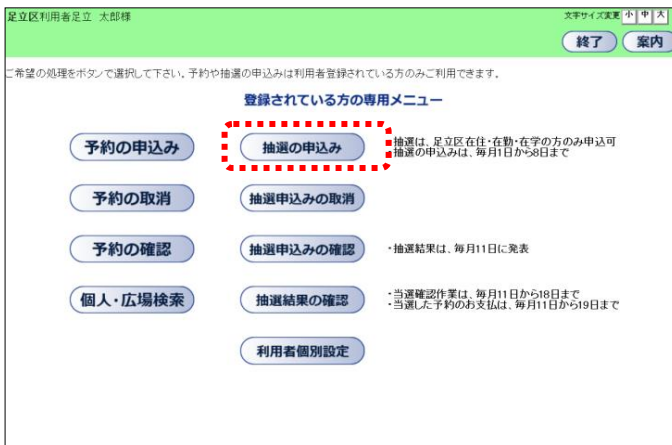 足立区利用者足立 太郎様
文字サイズ変更 小 中 大
終了 案内
ご希望の処理をボタンで選択して下さい。予約や抽選の申込みは利用者登録されている方のみご利用できます。
登録されている方の専用メニュー
予約の申込み 抽選の申込み ・抽選は、足立区在住・在勤・在学の方のみ申込可
・抽選の申込みは、毎月1日から8日まで
予約の取消 抽選申込みの取消
予約の確認 抽選申込みの確認 ・抽選結果は、毎月11日に発表
個人・広場検索 抽選結果の確認 ・当選確認作業は、毎月11日から18日まで
・当選した予約のお支払は、毎月11日から19日まで
利用者個別設定